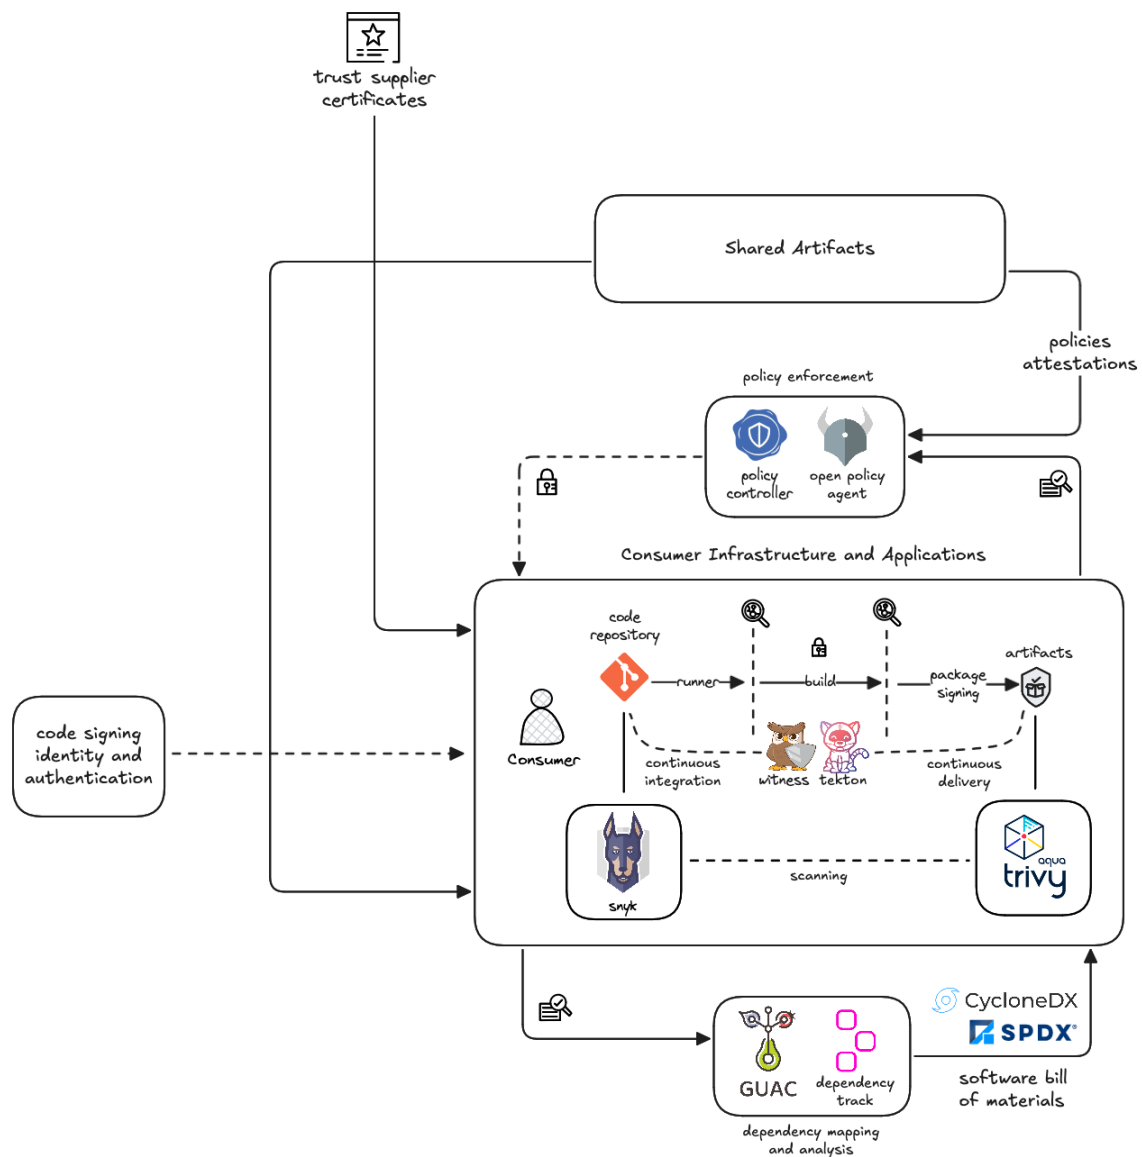 trust supplier
certificates
Shared Artifacts
policies
attestations
policy enforcement
policy
controller
open policy
agent
Consumer Infrastructure and Applications
code
repository
artifacts
runner
build
package
signing
code signing
identity and
authentication
Consumer
continuous
integration
witness
tekton
continuous
delivery
snyk
scanning
aqua
trivy
CycloneDX
SPDX
GUAC
dependency
track
software bill
of materials
dependency mapping
and analysis